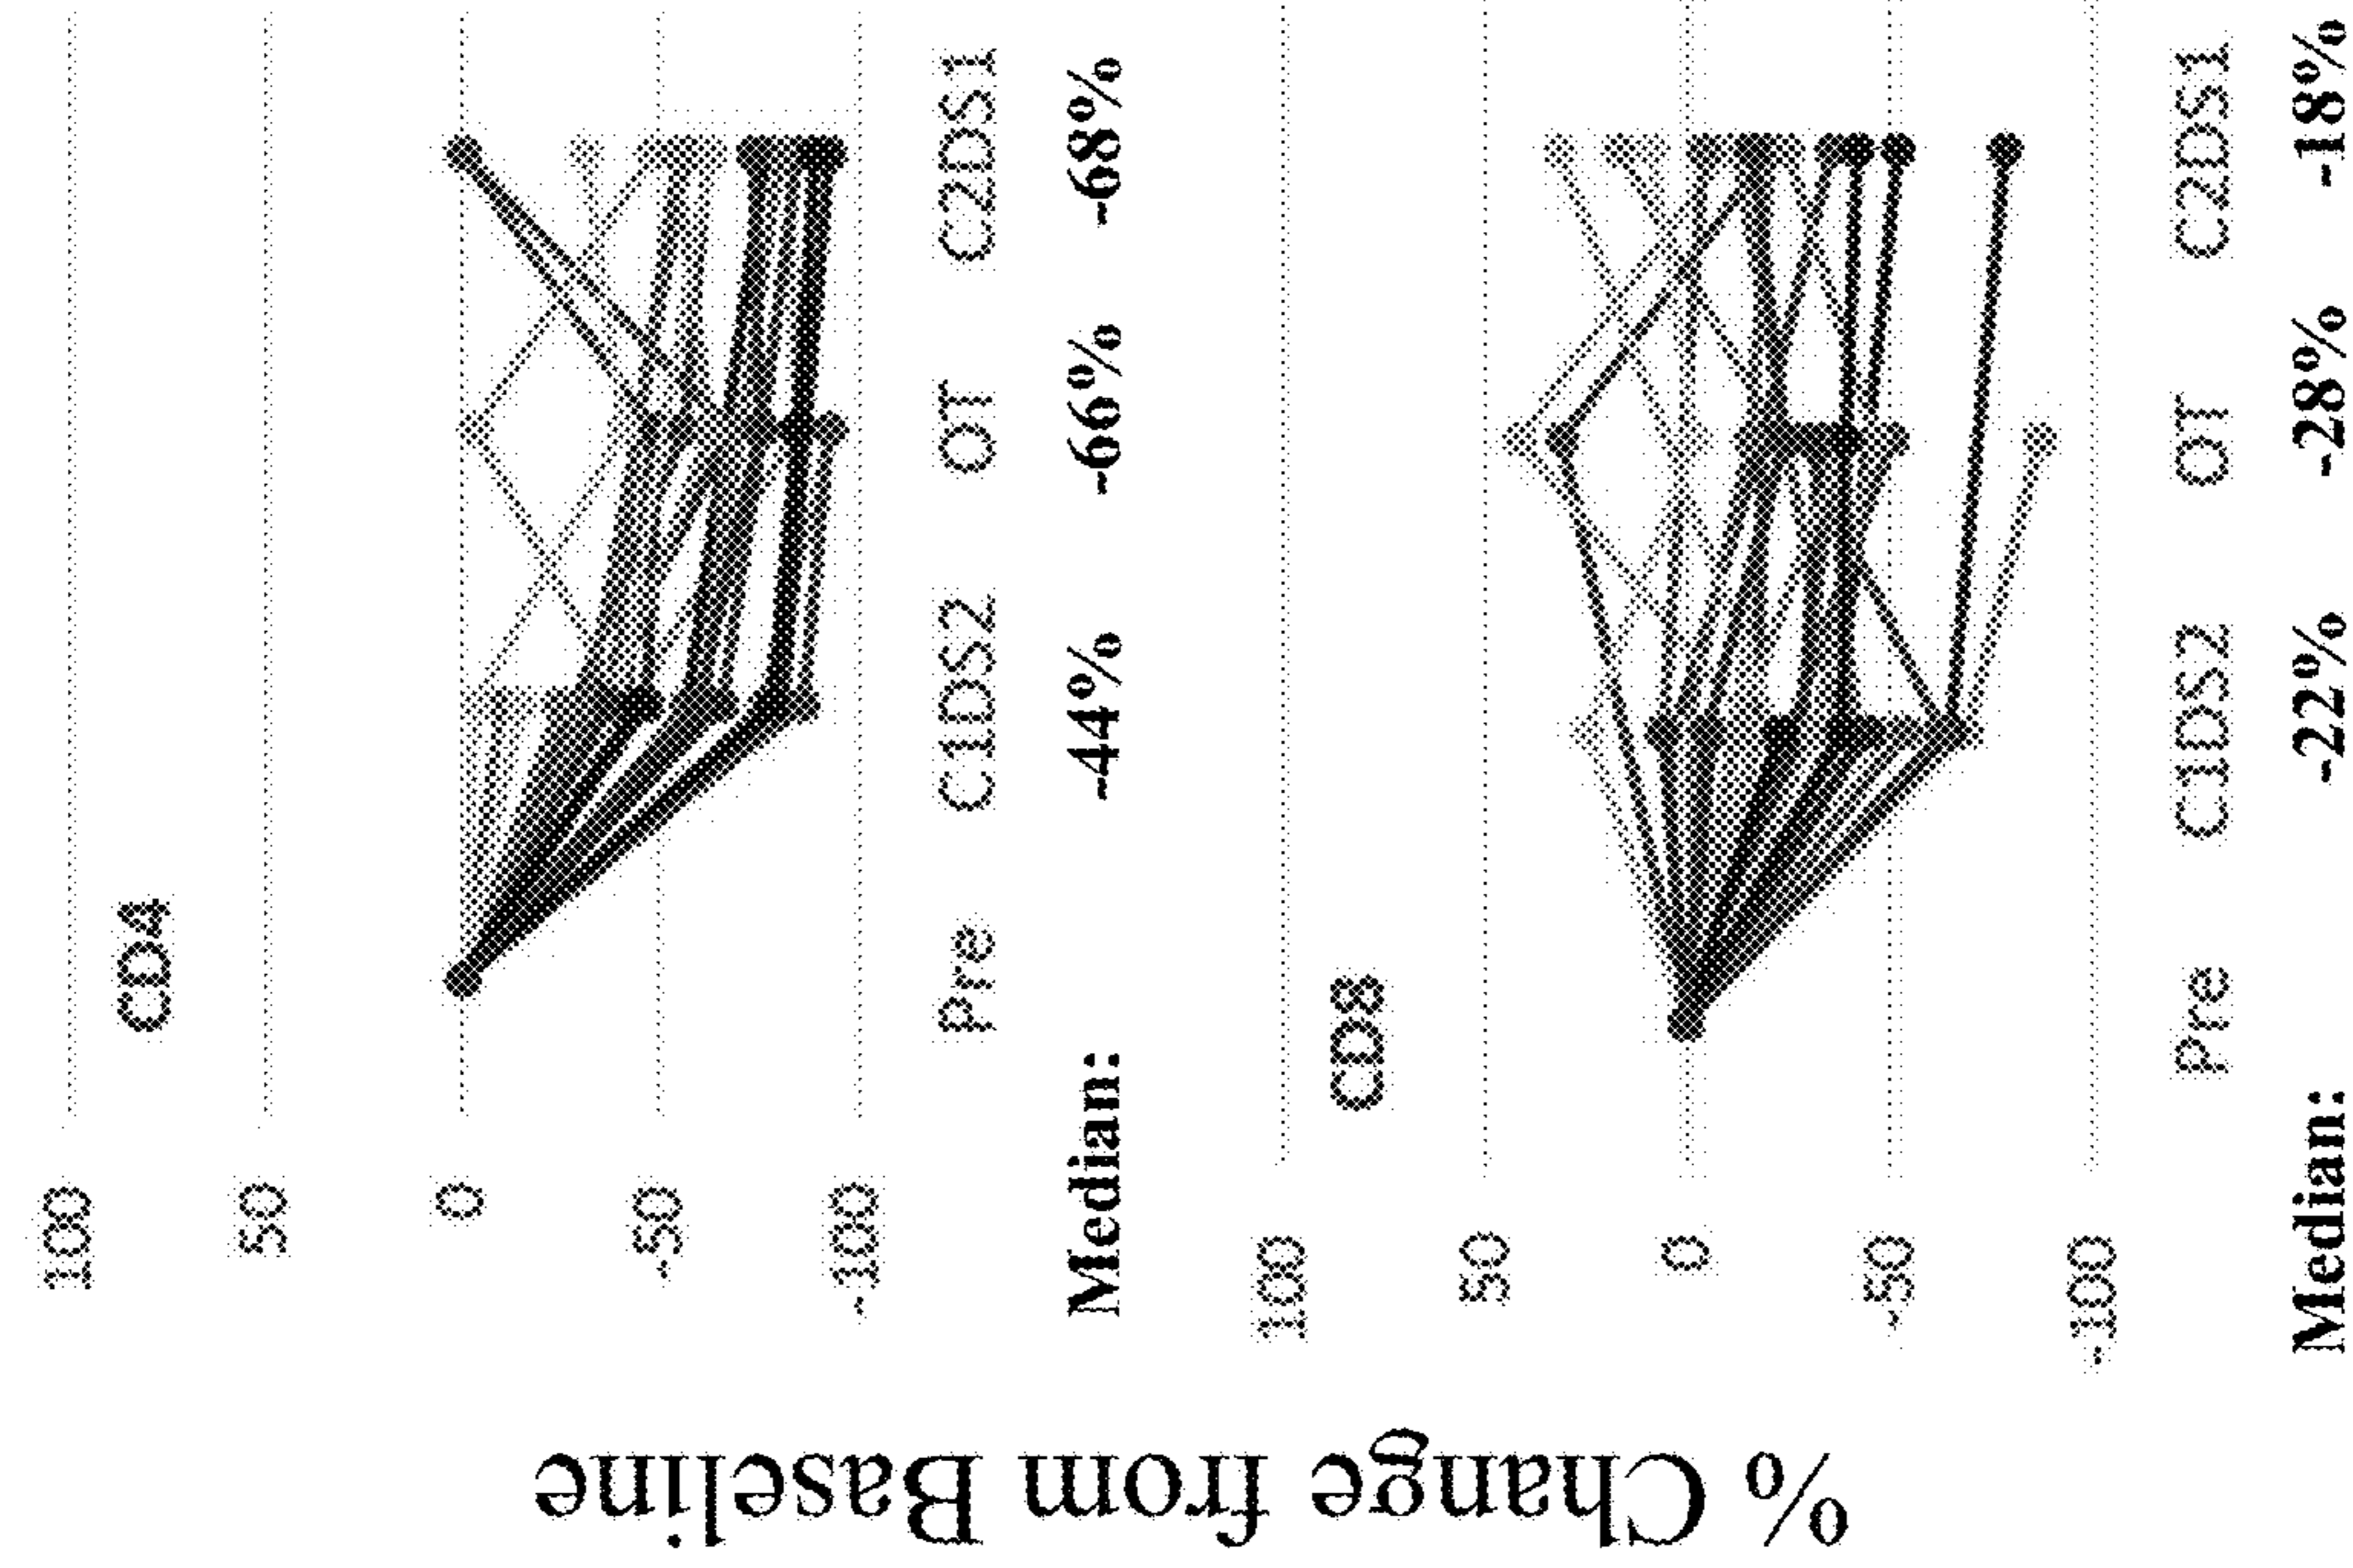 % Change from Baseline
CD4
100
50
0
-50
-100
Pre C1DS2 OT C2DS1
Median: -44% -66% -68%
CD8
100
50
0
-50
-100
Pre C1DS2 OT C2DS1
Median: -22% -28% -18%